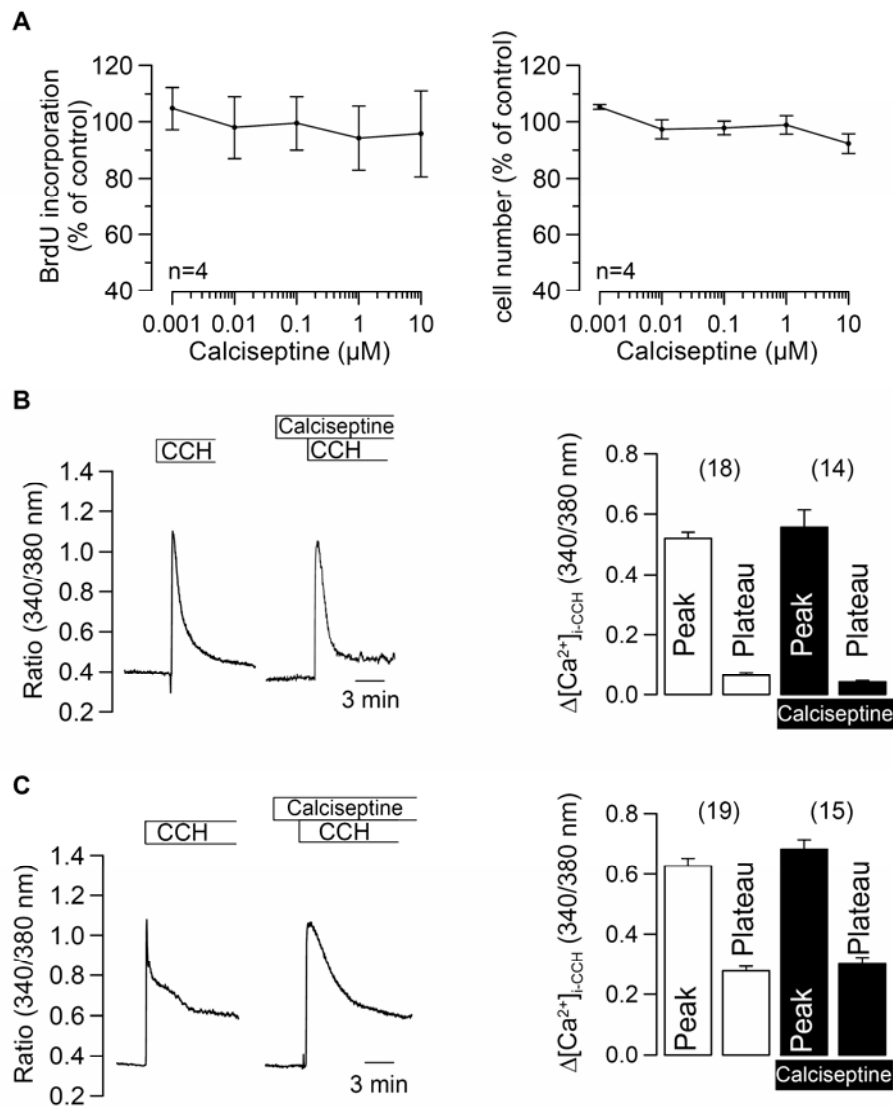 A
120
100
80
60
40
BrdU incorporation
(% of control)
n=4
0.001 0.01 0.1 1 10
Calciseptine (µM)
120
100
80
60
40
cell number (% of control)
n=4
0.001 0.01 0.1 1 10
Calciseptine (µM)
B
CCH
Calciseptine
CCH
1.4
1.2
1.0
0.8
0.6
0.4
0.2
Ratio (340/380 nm)
3 min
0.8
0.6
0.4
0.2
0.0
Δ[Ca²⁺]i-CCH (340/380 nm)
(18) (14)
Peak
Plateau
Peak
Plateau
Calciseptine
C
CCH
Calciseptine
CCH
1.4
1.2
1.0
0.8
0.6
0.4
0.2
Ratio (340/380 nm)
3 min
0.8
0.6
0.4
0.2
0.0
Δ[Ca²⁺]i-CCH (340/380 nm)
(19) (15)
Peak
Plateau
Peak
Plateau
Calciseptine